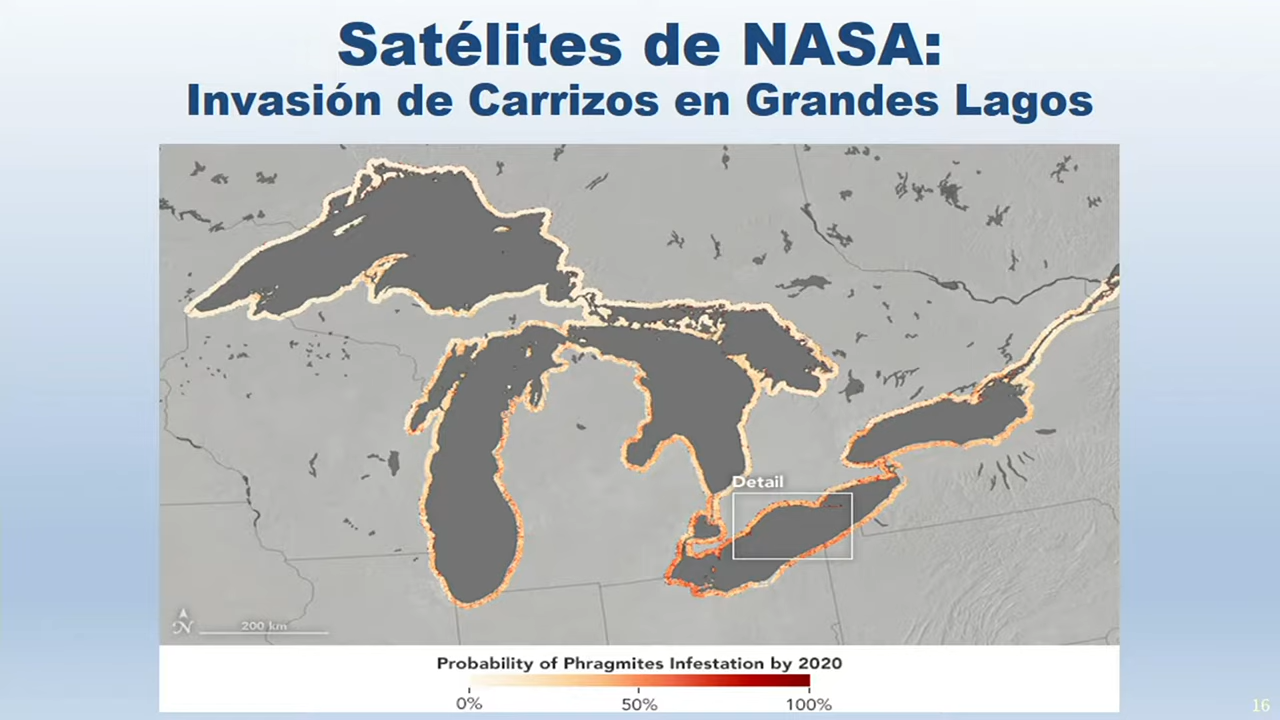 Satélites de NASA:
Invasión de Carrizos en Grandes Lagos
Detail
N
200 km
Probability of Phragmites Infestation by 2020
0% 50% 100%
16